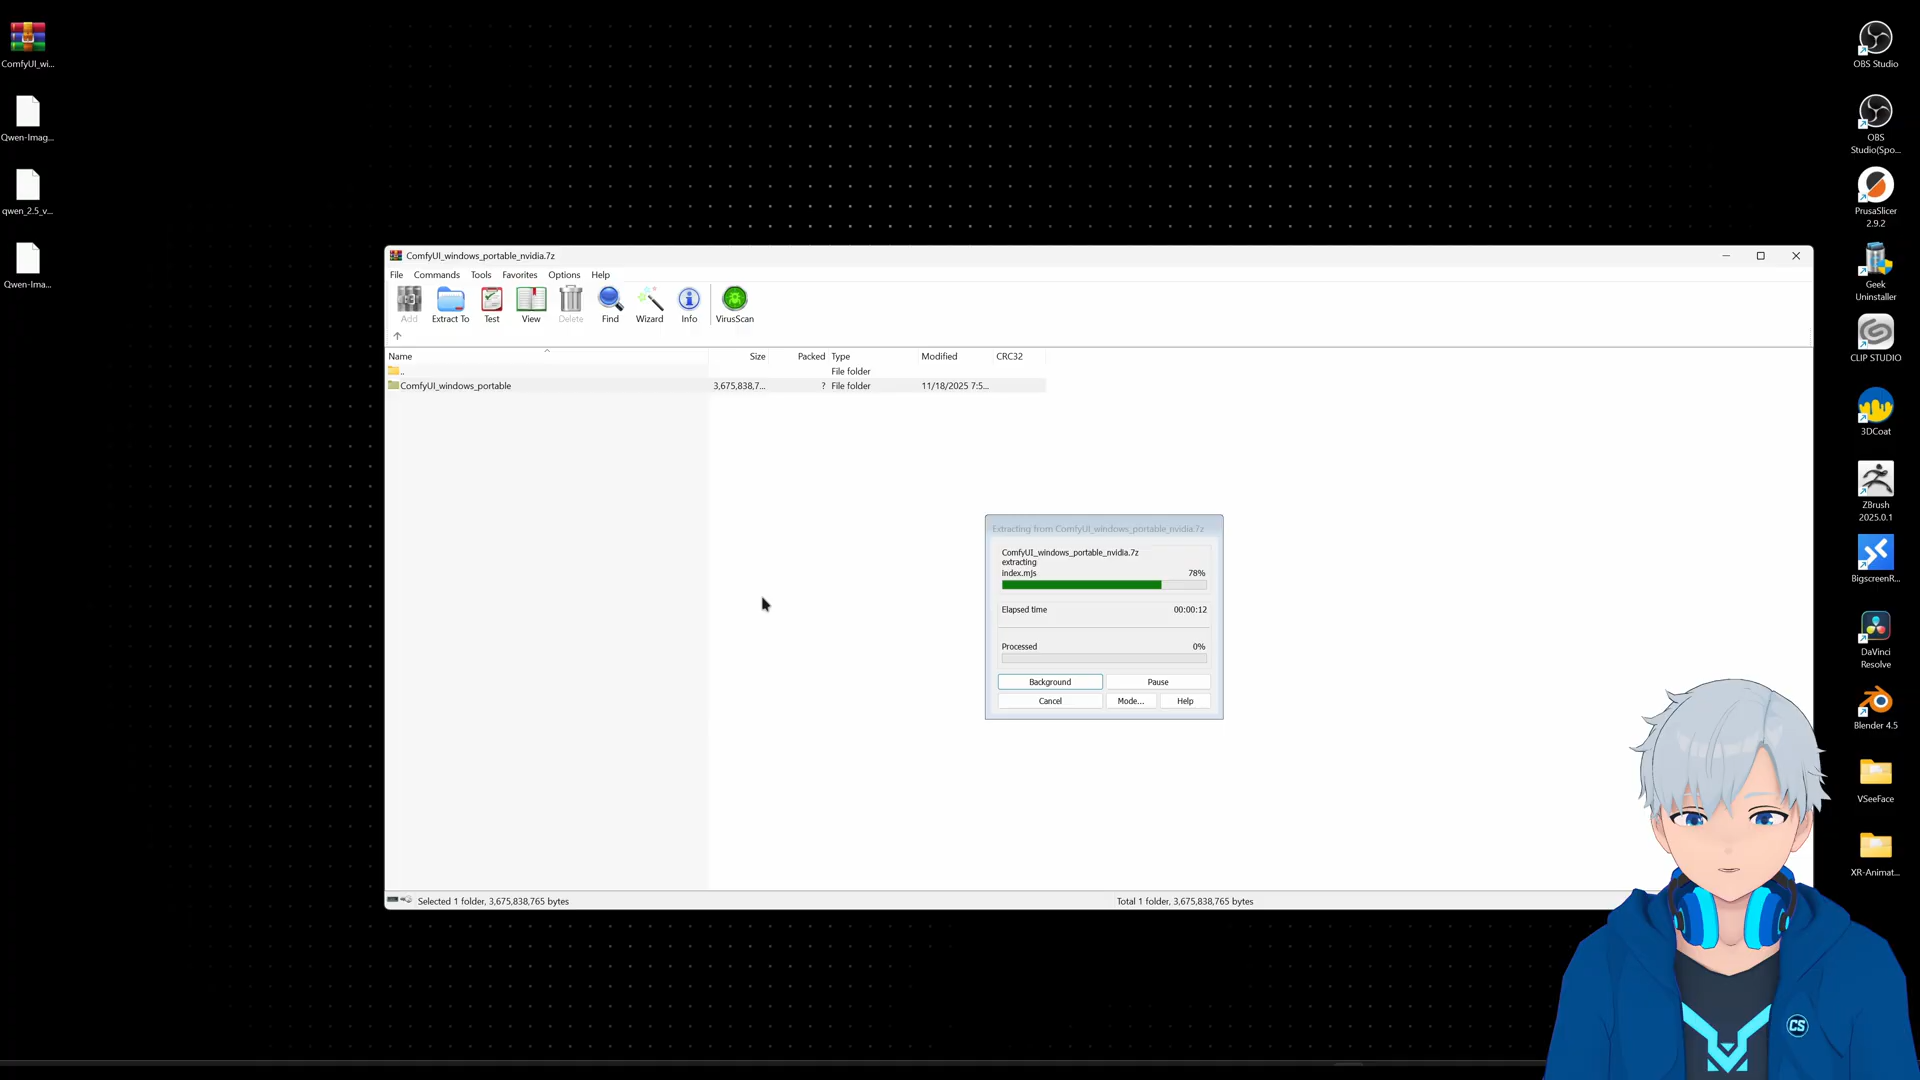 ComfyUI_wi...
Qwen-Imag...
qwen_2.5_v...
Qwen-Ima...
ComfyUI_windows_portable_nvidia.7z
File Commands Tools Favorites Options Help
Add Extract To Test View Delete Find Wizard Info VirusScan
Name Size Packed Type Modified CRC32
.. File folder
ComfyUI_windows_portable 3,675,838,7... ? File folder 11/18/2025 7:5...
Extracting from ComfyUI_windows_portable_nvidia.7z
ComfyUI_windows_portable_nvidia.7z
extracting
index.mjs 78%
Elapsed time 00:00:12
Processed 0%
Background Pause
Cancel Mode... Help
Selected 1 folder, 3,675,838,765 bytes Total 1 folder, 3,675,838,765 bytes
OBS Studio
OBS
Studio(Spo...
PrusaSlicer
2.9.2
Geek
Uninstaller
CLIP STUDIO
3DCoat
ZBrush
2025.0.1
BigscreenR...
DaVinci
Resolve
Blender 4.5
VSeeFace
XR-Animat...
CS